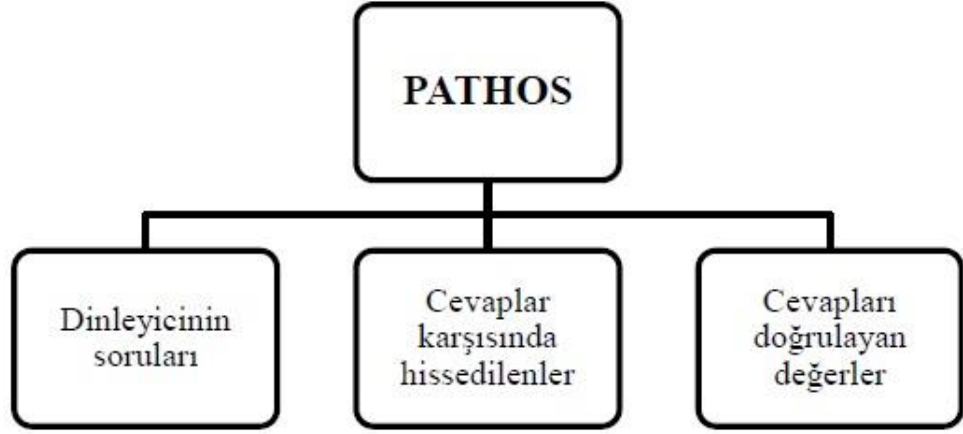 PATHOS
Dinleyicinin
soruları
Cevaplar
karşısında
hissedilenler
Cevapları
doğrulayan
değerler